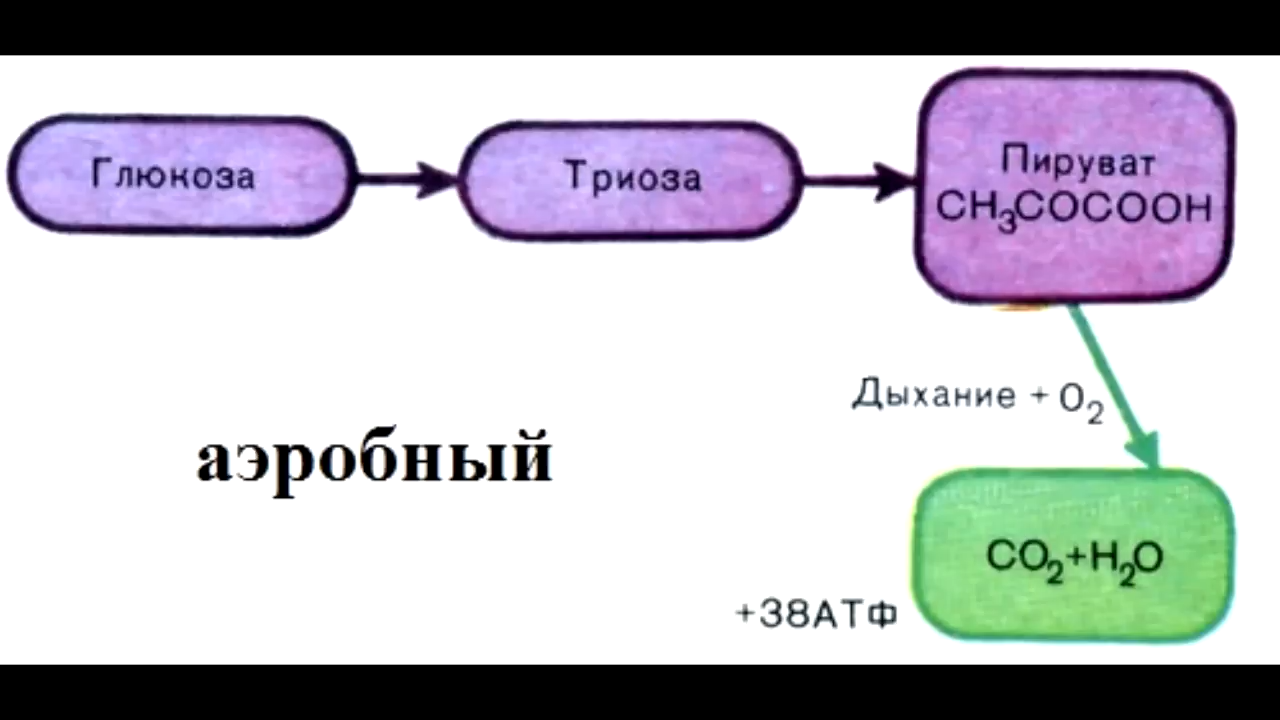 Глюкоза
Триоза
Пируват
CH₃COCOOH
Дыхание + O₂
аэробный
CO₂+H₂O
+38АТФ